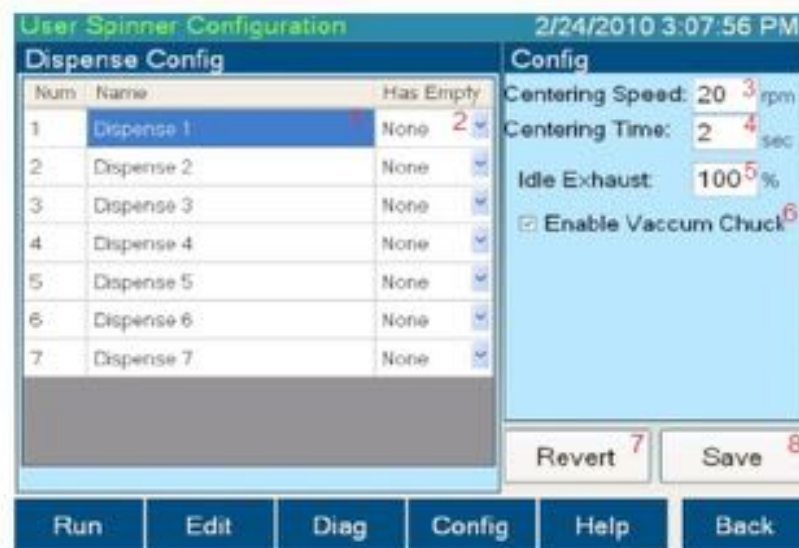 User Spinner Configuration 2/24/2010 3:07:56 PM
Dispense Config
Num Name Has Empty
1 Dispense 1 1 None 2
2 Dispense 2 None
3 Dispense 3 None
4 Dispense 4 None
5 Dispense 5 None
6 Dispense 6 None
7 Dispense 7 None
Config
Centering Speed: 20 3 rpm
Centering Time: 2 4 sec
Idle Exhaust: 100 5 %
Enable Vaccum Chuck 6
Revert 7 Save 8
Run Edit Diag Config Help Back